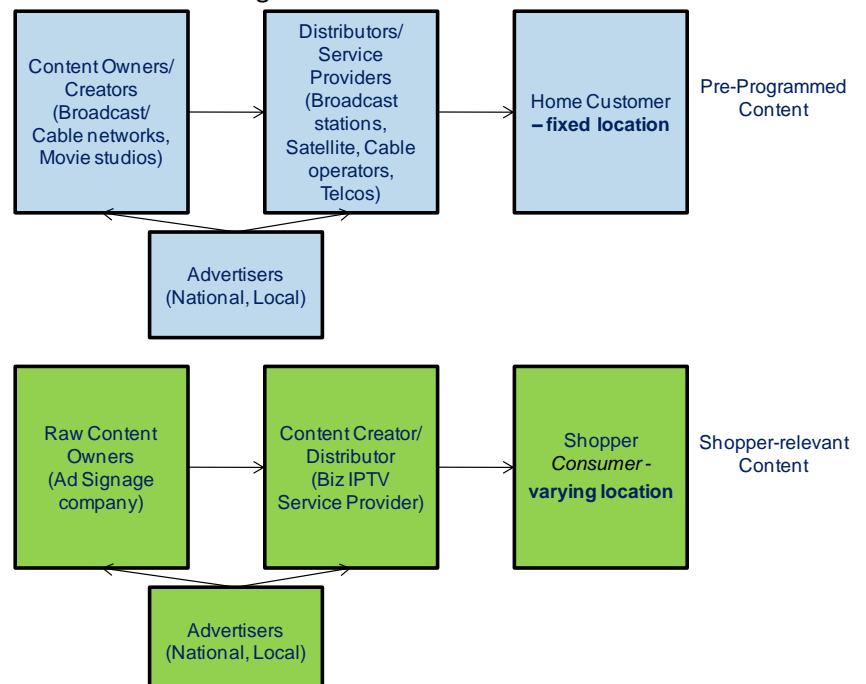 Content Owners/
Creators
(Broadcast/
Cable networks,
Movie studios)
Distributors/
Service
Providers
(Broadcast
stations,
Satellite, Cable
operators,
Telcos)
Home Customer
– fixed location
Pre-Programmed
Content
Advertisers
(National, Local)
Raw Content
Owners
(Ad Signage
company)
Content Creator/
Distributor
(Biz IPTV
Service Provider)
Shopper
Consumer -
varying location
Shopper-relevant
Content
Advertisers
(National, Local)